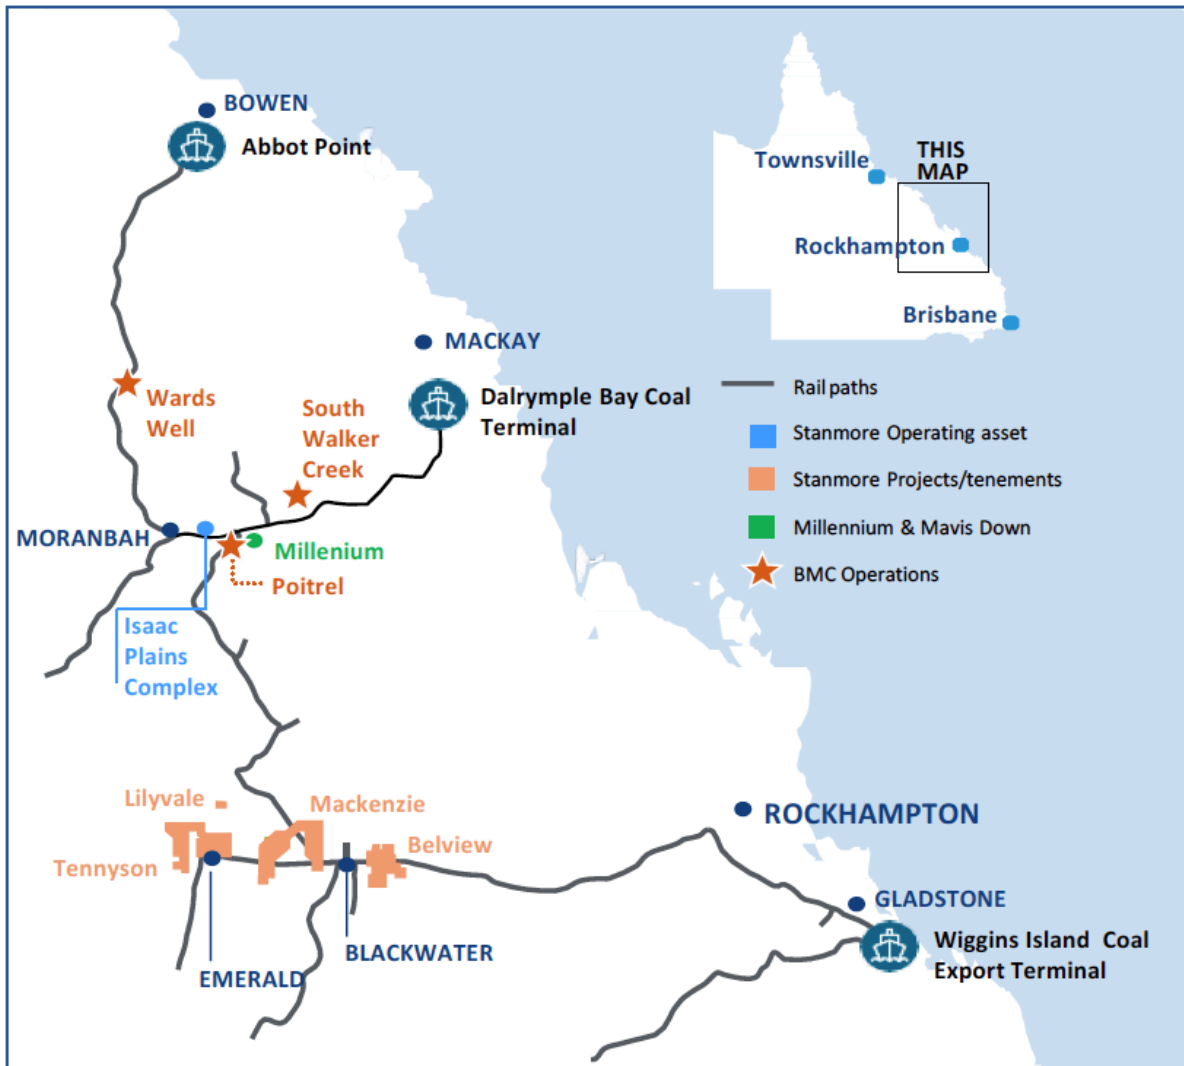 BOWEN
Abbot Point
THIS
MAP
Townsville
Rockhampton
Brisbane
MACKAY
Dalrymple Bay Coal
Terminal
Wards
Well
South
Walker
Creek
Rail paths
Stanmore Operating asset
Stanmore Projects/tenements
Millennium & Mavis Down
BMC Operations
MORANBAH
Millenium
Poitrel
Isaac
Plains
Complex
Lilyvale
Mackenzie
Tennyson
Belview
ROCKHAMPTON
GLADSTONE
Wiggins Island Coal
Export Terminal
BLACKWATER
EMERALD